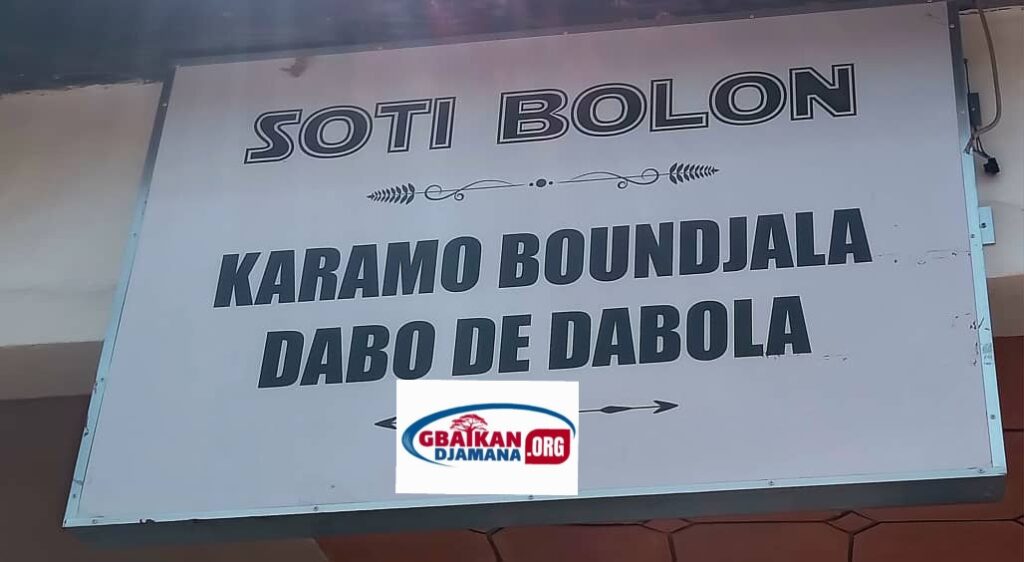 SOTI BOLON
KARAMO BOUNDJALA
DABO DE DABOLA
GBAIKAN
DJAMANA
.ORG